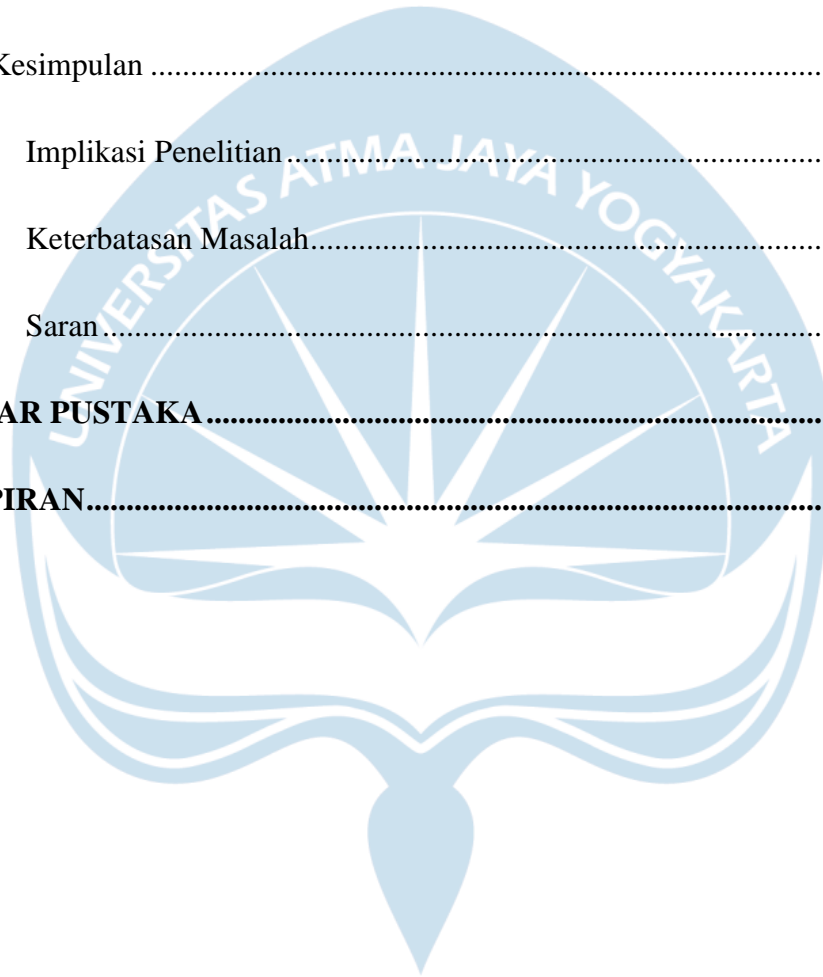 Kesimpulan ....................................................................................
Implikasi Penelitian ...................................................................
Keterbatasan Masalah................................................................
Saran ..........................................................................................
AR PUSTAKA .............................................................................
PIRAN............................................................................................
UNIVERSITAS ATMA JAYA YOGYAKARTA